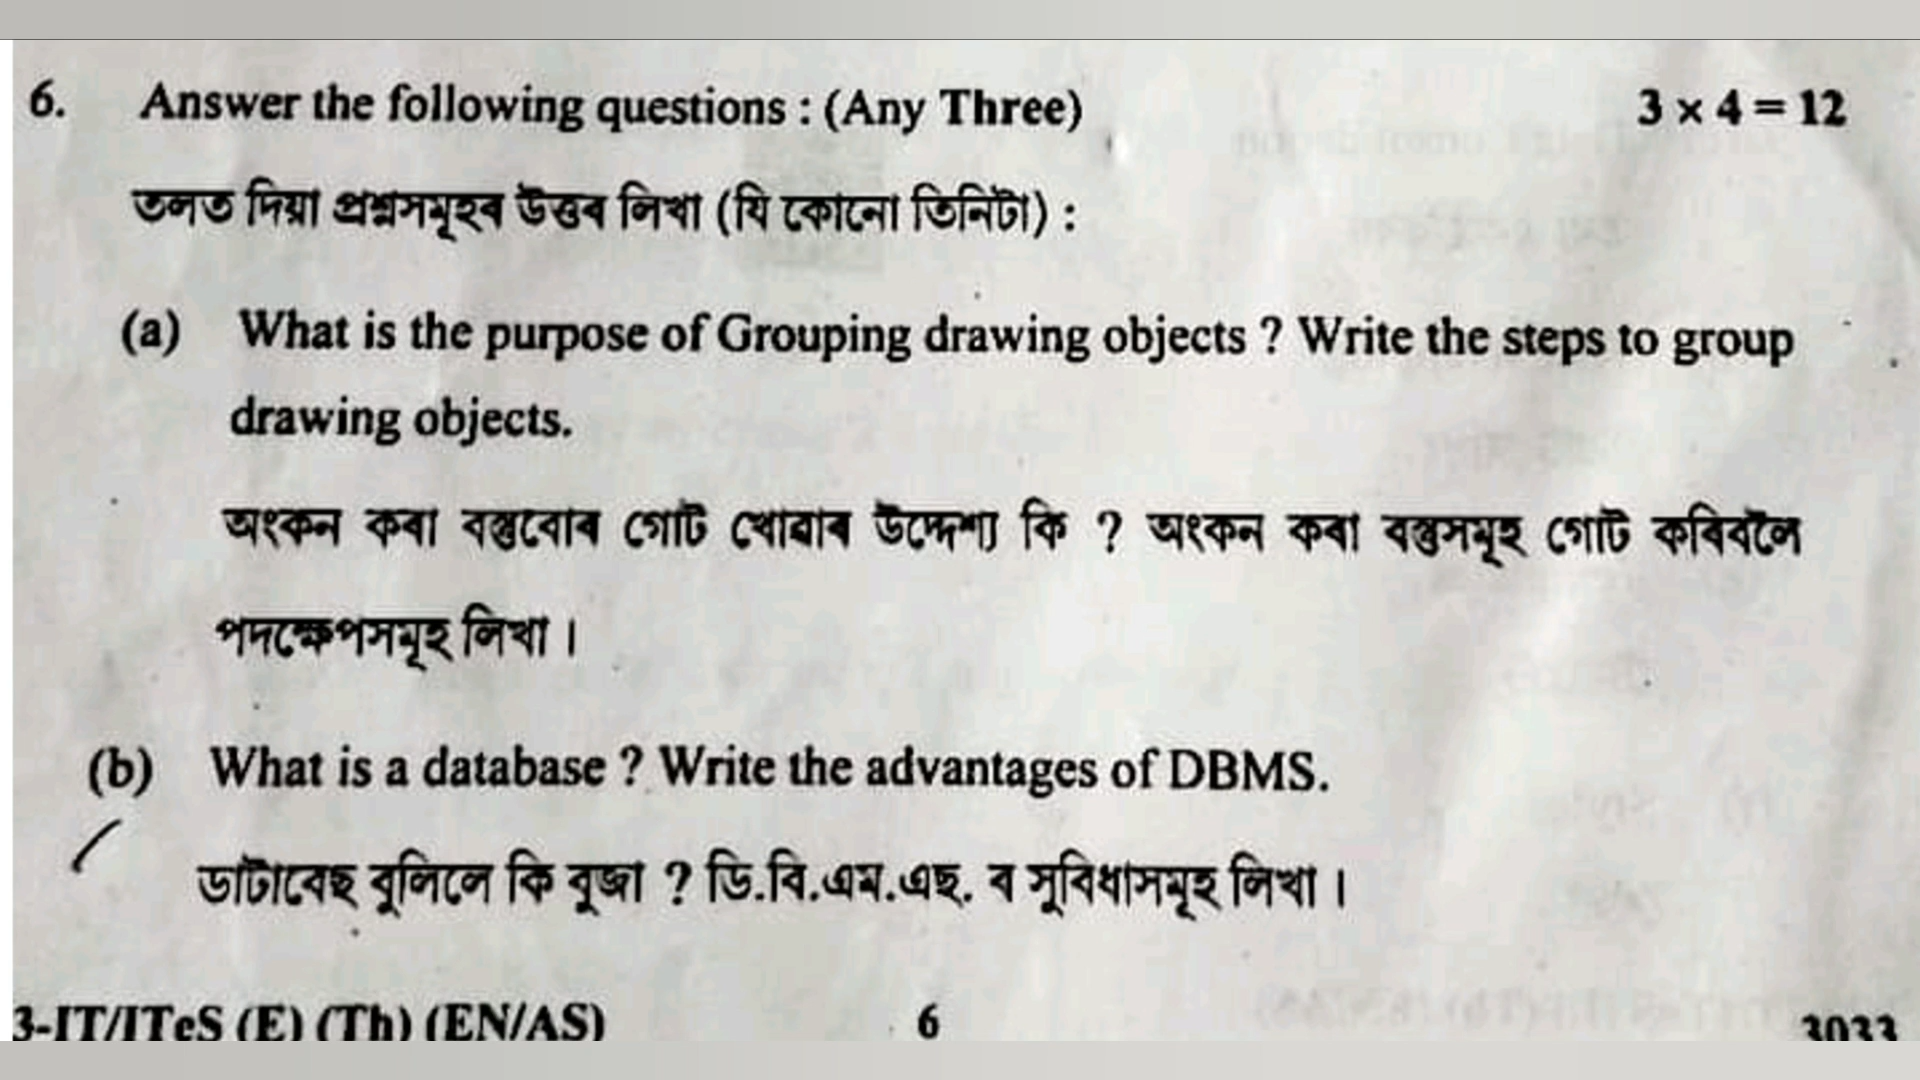 6. Answer the following questions : (Any Three) 3 × 4 = 12
তলত দিয়া প্ৰশ্নসমূহৰ উত্তৰ লিখা (যি কোনো তিনিটা) :
(a) What is the purpose of Grouping drawing objects ? Write the steps to group
drawing objects.
অংকন কৰা বস্তুবোৰ গোট খোৱাৰ উদ্দেশ্য কি ? অংকন কৰা বস্তুসমূহ গোট কৰিবলৈ
পদক্ষেপসমূহ লিখা ।
(b) What is a database ? Write the advantages of DBMS.
ডাটাবেছ বুলিলে কি বুজা ? ডি.বি.এম.এছ. ৰ সুবিধাসমূহ লিখা ।
3-IT/ITeS (E) (Th) (EN/AS) 6 3033